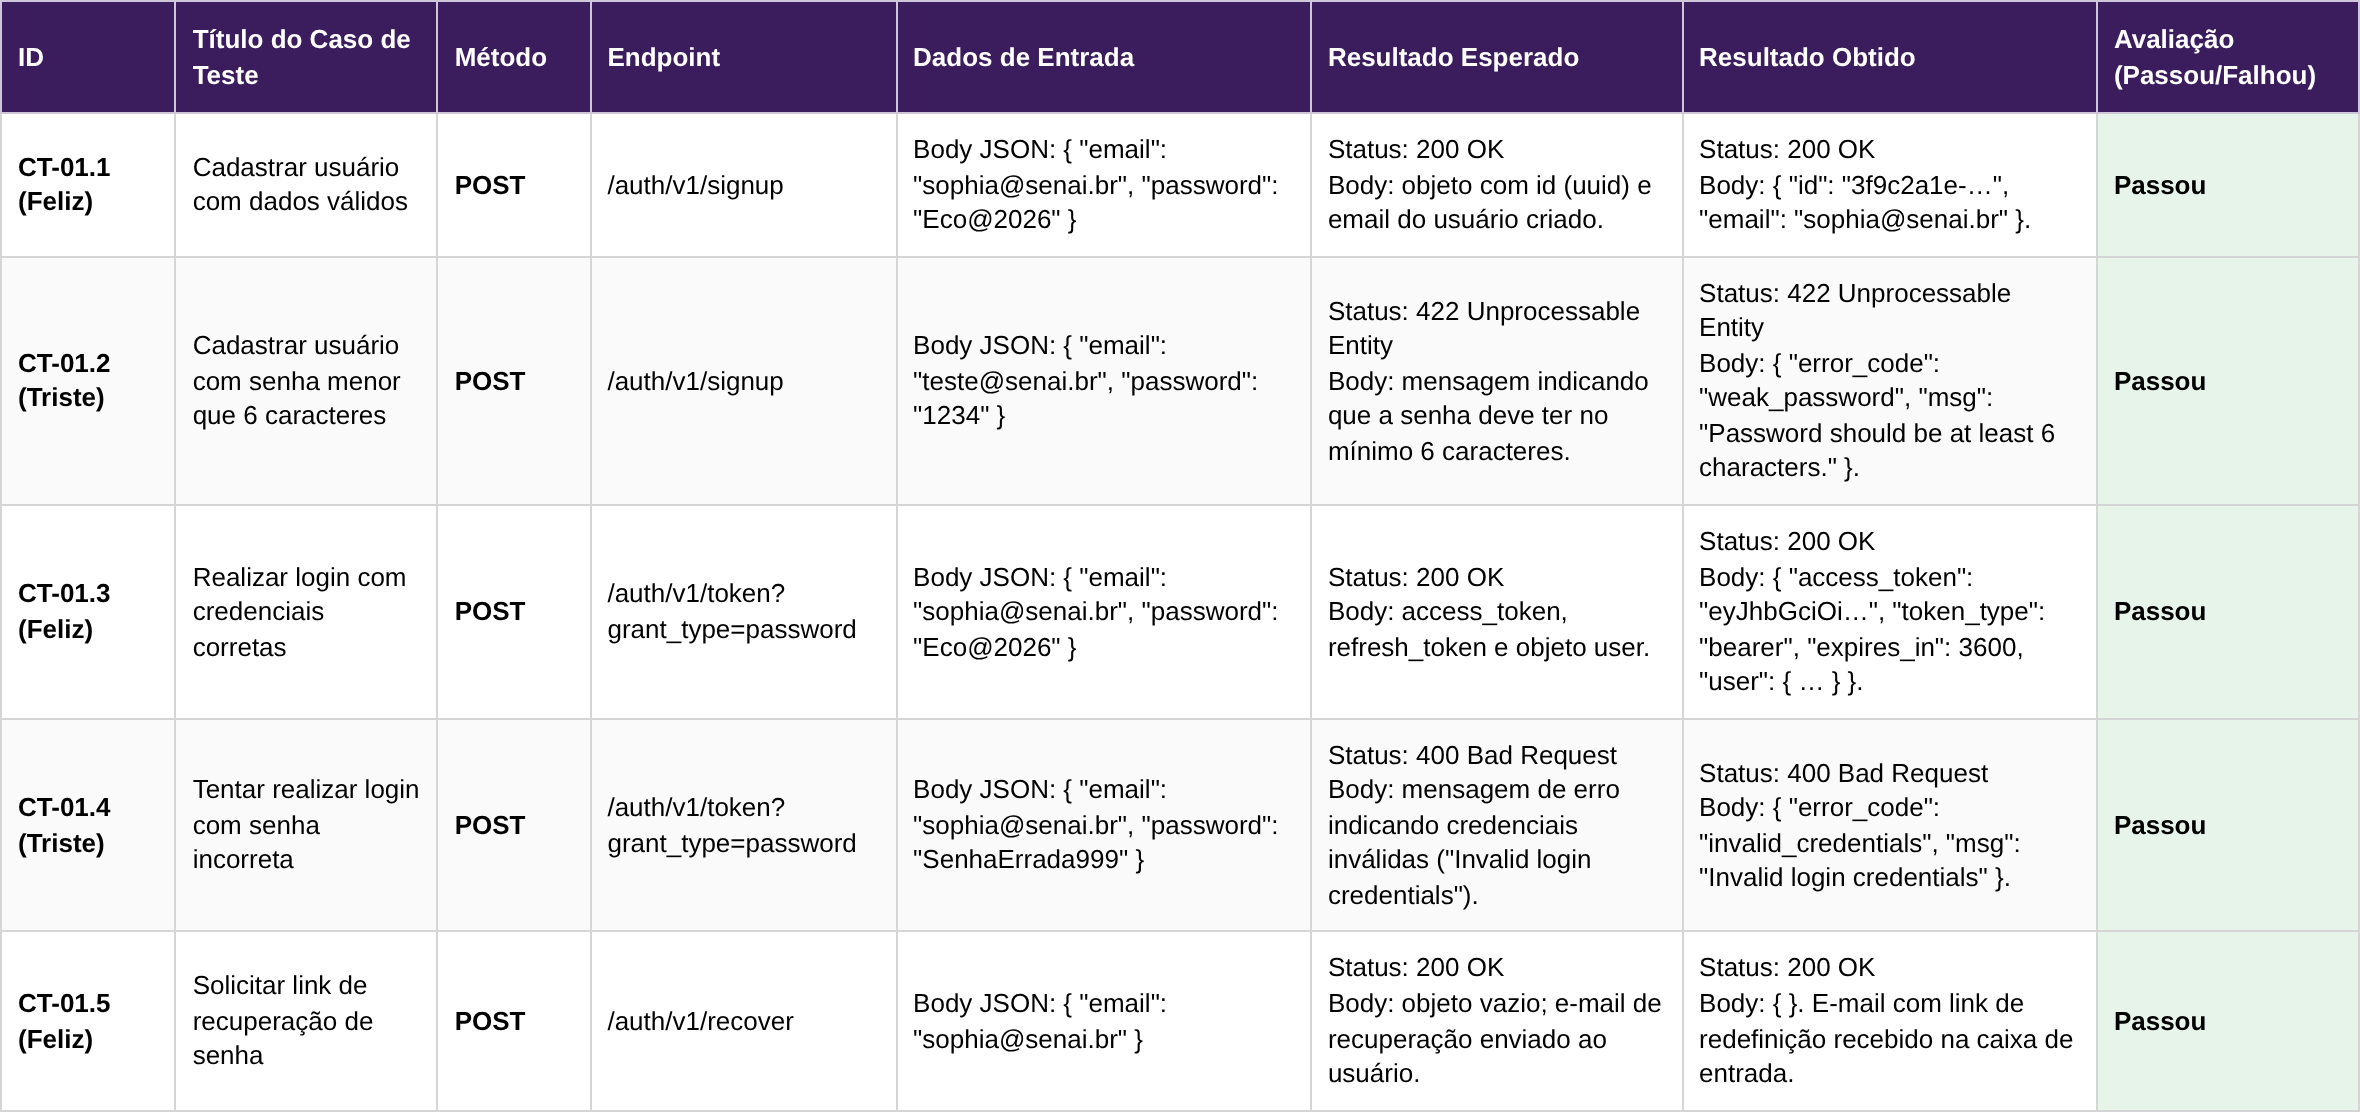 ID
Título do Caso de
Teste
Método
Endpoint
Dados de Entrada
Resultado Esperado
Resultado Obtido
Avaliação
(Passou/Falhou)
CT-01.1
(Feliz)
Cadastrar usuário
com dados válidos
POST
/auth/v1/signup
Body JSON: { "email":
"sophia@senai.br", "password":
"Eco@2026" }
Status: 200 OK
Body: objeto com id (uuid) e
email do usuário criado.
Status: 200 OK
Body: { "id": "3f9c2a1e-…",
"email": "sophia@senai.br" }.
Passou
CT-01.2
(Triste)
Cadastrar usuário
com senha menor
que 6 caracteres
POST
/auth/v1/signup
Body JSON: { "email":
"teste@senai.br", "password":
"1234" }
Status: 422 Unprocessable
Entity
Body: mensagem indicando
que a senha deve ter no
mínimo 6 caracteres.
Status: 422 Unprocessable
Entity
Body: { "error_code":
"weak_password", "msg":
"Password should be at least 6
characters." }.
Passou
CT-01.3
(Feliz)
Realizar login com
credenciais
corretas
POST
/auth/v1/token?
grant_type=password
Body JSON: { "email":
"sophia@senai.br", "password":
"Eco@2026" }
Status: 200 OK
Body: access_token,
refresh_token e objeto user.
Status: 200 OK
Body: { "access_token":
"eyJhbGciOi…", "token_type":
"bearer", "expires_in": 3600,
"user": { … } }.
Passou
CT-01.4
(Triste)
Tentar realizar login
com senha
incorreta
POST
/auth/v1/token?
grant_type=password
Body JSON: { "email":
"sophia@senai.br", "password":
"SenhaErrada999" }
Status: 400 Bad Request
Body: mensagem de erro
indicando credenciais
inválidas ("Invalid login
credentials").
Status: 400 Bad Request
Body: { "error_code":
"invalid_credentials", "msg":
"Invalid login credentials" }.
Passou
CT-01.5
(Feliz)
Solicitar link de
recuperação de
senha
POST
/auth/v1/recover
Body JSON: { "email":
"sophia@senai.br" }
Status: 200 OK
Body: objeto vazio; e-mail de
recuperação enviado ao
usuário.
Status: 200 OK
Body: { }. E-mail com link de
redefinição recebido na caixa de
entrada.
Passou